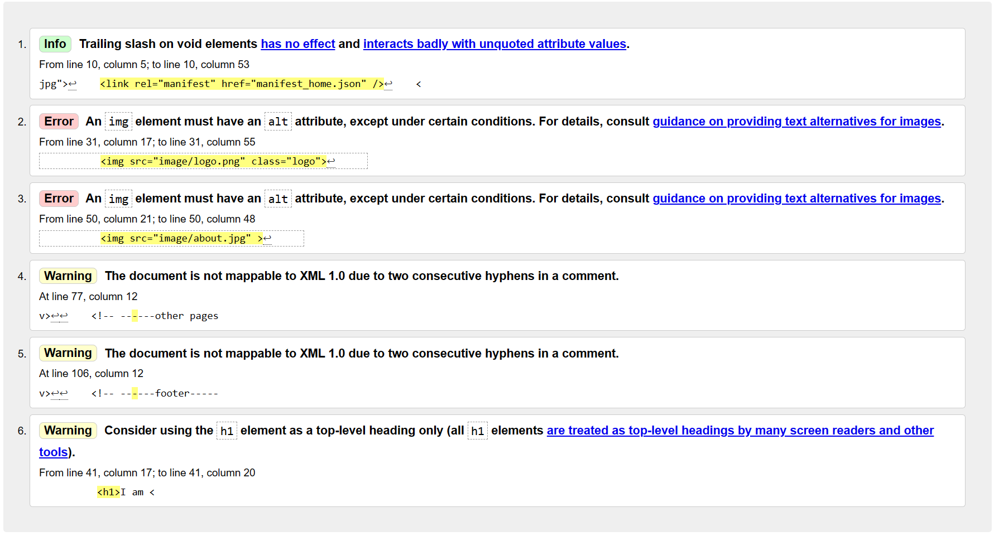 1. Info Trailing slash on void elements has no effect and interacts badly with unquoted attribute values.
From line 10, column 5; to line 10, column 53
jpg">↩    <link rel="manifest" href="manifest_home.json" />↩    <
2. Error An img element must have an alt attribute, except under certain conditions. For details, consult guidance on providing text alternatives for images.
From line 31, column 17; to line 31, column 55
<img src="image/logo.png" class="logo">↩
3. Error An img element must have an alt attribute, except under certain conditions. For details, consult guidance on providing text alternatives for images.
From line 50, column 21; to line 50, column 48
<img src="image/about.jpg" >↩
4. Warning The document is not mappable to XML 1.0 due to two consecutive hyphens in a comment.
At line 77, column 12
v>↩↩    <!-- ------other pages
5. Warning The document is not mappable to XML 1.0 due to two consecutive hyphens in a comment.
At line 106, column 12
v>↩↩    <!-- ------footer-----
6. Warning Consider using the h1 element as a top-level heading only (all h1 elements are treated as top-level headings by many screen readers and other
tools).
From line 41, column 17; to line 41, column 20
<h1>I am <